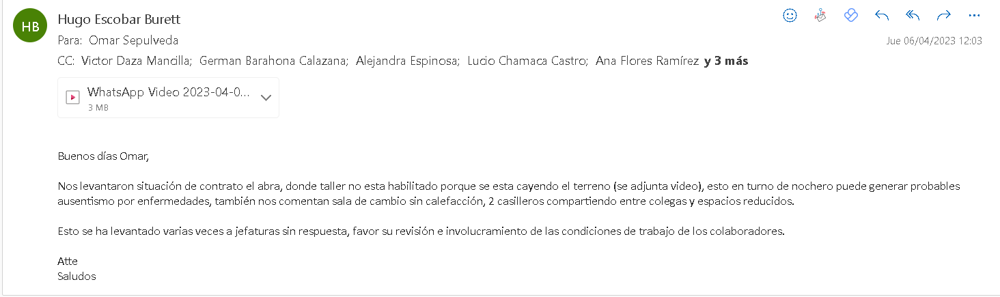 HB
Hugo Escobar Burett
Para: Omar Sepulveda
Jue 06/04/2023 12:03
CC: Victor Daza Mancilla; German Barahona Calazana; Alejandra Espinosa; Lucio Chamaca Castro; Ana Flores Ramírez y 3 más
WhatsApp Video 2023-04-0...
3 MB
Buenos días Omar,
Nos levantaron situación de contrato el abra, donde taller no esta habilitado porque se esta cayendo el terreno (se adjunta video), esto en turno de nochero puede generar probables
ausentismo por enfermedades, también nos comentan sala de cambio sin calefacción, 2 casilleros compartiendo entre colegas y espacios reducidos.
Esto se ha levantado varias veces a jefaturas sin respuesta, favor su revisión e involucramiento de las condiciones de trabajo de los colaboradores.
Atte
Saludos